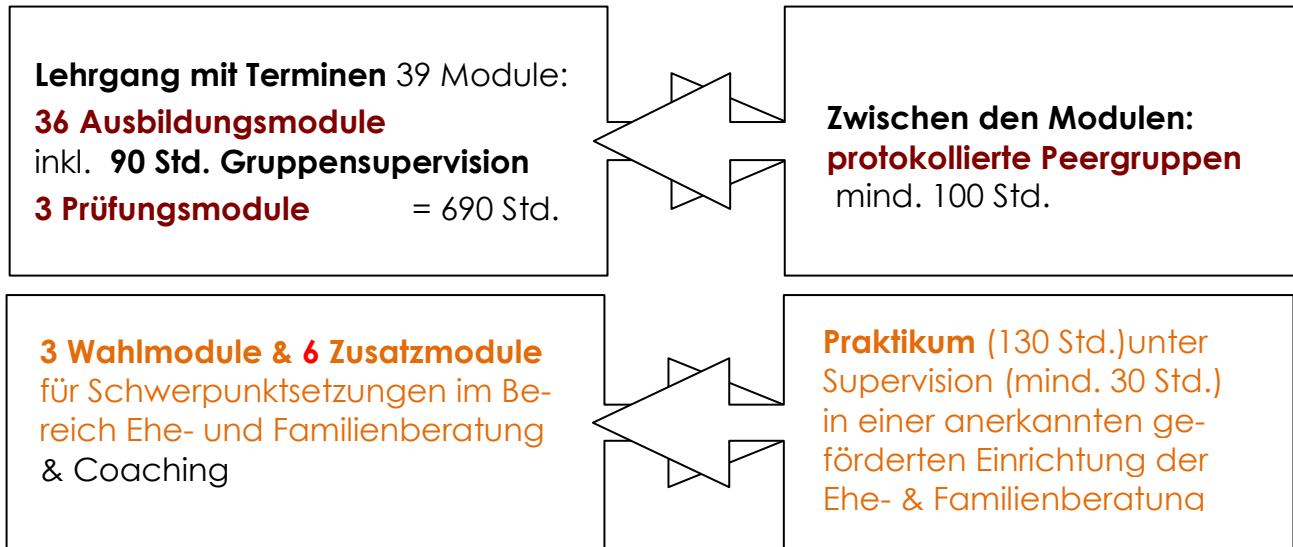 Lehrgang mit Terminen 39 Module:
36 Ausbildungsmodule
inkl. 90 Std. Gruppensupervision
3 Prüfungsmodule = 690 Std.
Zwischen den Modulen:
protokollierte Peergruppen
mind. 100 Std.
3 Wahlmodule & 6 Zusatzmodule
für Schwerpunktsetzungen im Be-
reich Ehe- und Familienberatung
& Coaching
Praktikum (130 Std.)unter
Supervision (mind. 30 Std.)
in einer anerkannten ge-
förderten Einrichtung der
Ehe- & Familienberatung